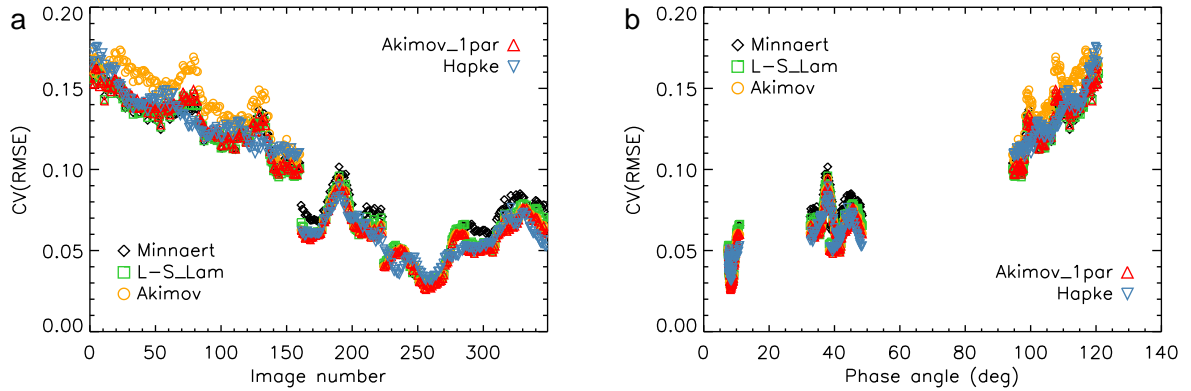 a
0.20
0.15
0.10
0.05
0.00
CV(RMSE)
Akimov_1par
Hapke
Minnaert
L-S_Lam
Akimov
0 50 100 150 200 250 300
Image number
b
0.20
0.15
0.10
0.05
0.00
CV(RMSE)
Minnaert
L-S_Lam
Akimov
Akimov_1par
Hapke
0 20 40 60 80 100 120 140
Phase angle (deg)